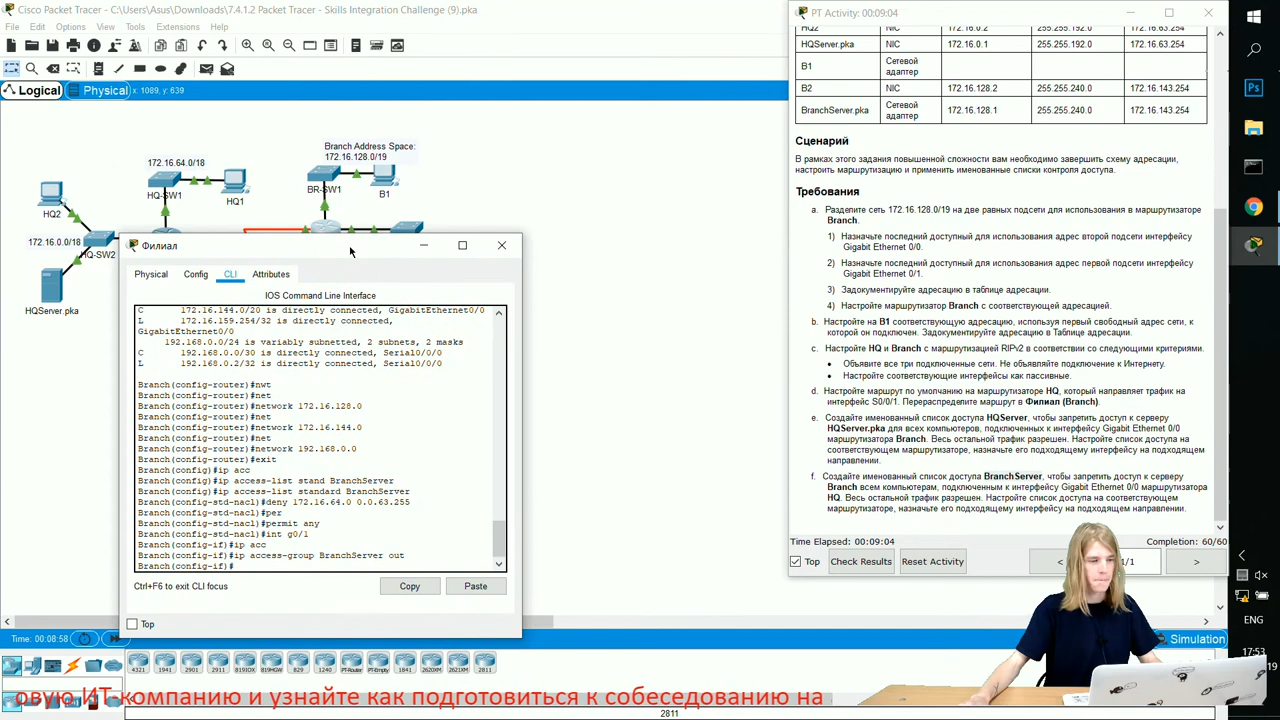 Cisco Packet Tracer - C:\Users\Asus\Downloads\7.4.1.2 Packet Tracer - Skills Integration Challenge (9).pka
File Edit Options View Tools Extensions Help
Logical Physical x: 1089, y: 639
Branch Address Space:
172.16.128.0/19
172.16.64.0/18
BR-SW1
B1
HQ-SW1
HQ1
HQ2
172.16.0.0/18
HQ-SW2
HQServer.pka
Филиал
Physical Config CLI Attributes
IOS Command Line Interface
C 172.16.144.0/20 is directly connected, GigabitEthernet0/0
L 172.16.159.254/32 is directly connected,
GigabitEthernet0/0
192.168.0.0/24 is variably subnetted, 2 subnets, 2 masks
C 192.168.0.0/30 is directly connected, Serial0/0/0
L 192.168.0.2/32 is directly connected, Serial0/0/0
Branch(config-router)#nwt
Branch(config-router)#net
Branch(config-router)#network 172.16.128.0
Branch(config-router)#net
Branch(config-router)#network 172.16.144.0
Branch(config-router)#net
Branch(config-router)#network 192.168.0.0
Branch(config-router)#exit
Branch(config)#ip acc
Branch(config)#ip access-list stand BranchServer
Branch(config)#ip access-list standard BranchServer
Branch(config-std-nacl)#deny 172.16.64.0 0.0.63.255
Branch(config-std-nacl)#per
Branch(config-std-nacl)#permit any
Branch(config-std-nacl)#int g0/1
Branch(config-if)#ip acc
Branch(config-if)#ip access-group BranchServer out
Branch(config-if)#
Ctrl+F6 to exit CLI focus
Copy
Paste
Top
Time: 00:08:58
Simulation
4321 1941 2901 2911 819IOX 819HGW 829 1240 PT-Router PT-Empty 1841 2620XM 2621XM 2811
2811
PT Activity: 00:09:04
HQ2 NIC 172.16.0.2 255.255.192.0 172.16.63.254
HQServer.pka NIC 172.16.0.1 255.255.192.0 172.16.63.254
B1 Сетевой адаптер
B2 NIC 172.16.128.2 255.255.240.0 172.16.143.254
BranchServer.pka Сетевой адаптер 172.16.128.1 255.255.240.0 172.16.143.254
Сценарий
В рамках этого задания повышенной сложности вам необходимо завершить схему адресации,
настроить маршрутизацию и применить именованные списки контроля доступа.
Требования
a. Разделите сеть 172.16.128.0/19 на две равных подсети для использования в маршрутизаторе
Branch.
1) Назначьте последний доступный для использования адрес второй подсети интерфейсу
Gigabit Ethernet 0/0.
2) Назначьте последний доступный для использования адрес первой подсети интерфейсу
Gigabit Ethernet 0/1.
3) Задокументируйте адресацию в таблице адресации.
4) Настройте маршрутизатор Branch с соответствующей адресацией.
b. Настройте на B1 соответствующую адресацию, используя первый свободный адрес сети, к
которой он подключен. Задокументируйте адресацию в Таблице адресации.
c. Настройте HQ и Branch с маршрутизацией RIPv2 в соответствии со следующими критериями.
• Объявите все три подключенные сети. Не объявляйте подключение к Интернету.
• Настройте соответствующие интерфейсы как пассивные.
d. Настройте маршрут по умолчанию на маршрутизаторе HQ, который направляет трафик на
интерфейс S0/0/1. Перераспределите маршрут в Филиал (Branch).
e. Создайте именованный список доступа HQServer, чтобы запретить доступ к серверу
HQServer.pka для всех компьютеров, подключенных к интерфейсу Gigabit Ethernet 0/0
маршрутизатора Branch. Весь остальной трафик разрешен. Настройте список доступа на
соответствующем маршрутизаторе, назначьте его подходящему интерфейсу на подходящем
направлении.
f. Создайте именованный список доступа BranchServer, чтобы запретить доступ к серверу
Branch всем компьютерам, подключенным к интерфейсу Gigabit Ethernet 0/0 маршрутизатора
HQ. Весь остальной трафик разрешен. Настройте список доступа на соответствующем
маршрутизаторе, назначьте его подходящему интерфейсу на подходящем направлении.
Time Elapsed: 00:09:04
Completion: 60/60
Top Check Results Reset Activity < 1/1 >
ENG
17:53
овую ИТ-компанию и узнайте как подготовиться к собеседованию на